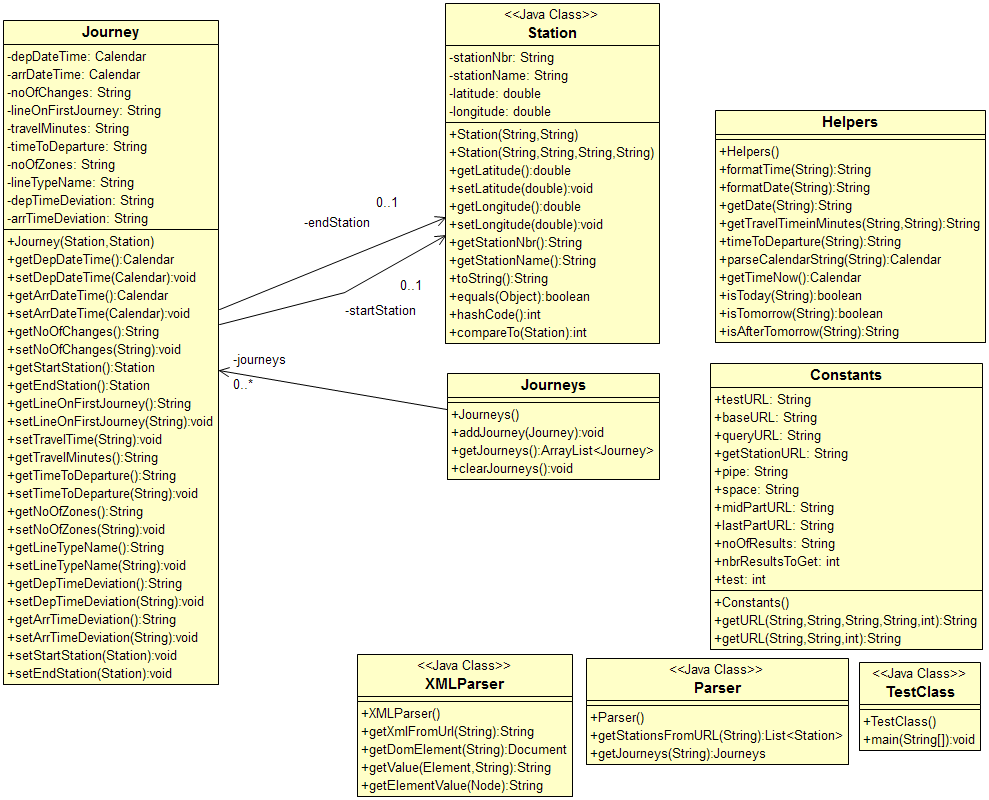 Journey
-depDateTime: Calendar
-arrDateTime: Calendar
-noOfChanges: String
-lineOnFirstJourney: String
-travelMinutes: String
-timeToDeparture: String
-noOfZones: String
-lineTypeName: String
-depTimeDeviation: String
-arrTimeDeviation: String
+Journey(Station,Station)
+getDepDateTime():Calendar
+setDepDateTime(Calendar):void
+getArrDateTime():Calendar
+setArrDateTime(Calendar):void
+getNoOfChanges():String
+setNoOfChanges(String):void
+getStartStation():Station
+getEndStation():Station
+getLineOnFirstJourney():String
+setLineOnFirstJourney(String):void
+setTravelTime(String):void
+getTravelMinutes():String
+getTimeToDeparture():String
+setTimeToDeparture(String):void
+getNoOfZones():String
+setNoOfZones(String):void
+getLineTypeName():String
+setLineTypeName(String):void
+getDepTimeDeviation():String
+setDepTimeDeviation(String):void
+getArrTimeDeviation():String
+setArrTimeDeviation(String):void
+setStartStation(Station):void
+setEndStation(Station):void
0..1
-endStation
0..1
-startStation
-journeys
0..*
<<Java Class>>
Station
-stationNbr: String
-stationName: String
-latitude: double
-longitude: double
+Station(String,String)
+Station(String,String,String,String)
+getLatitude():double
+setLatitude(double):void
+getLongitude():double
+setLongitude(double):void
+getStationNbr():String
+getStationName():String
+toString():String
+equals(Object):boolean
+hashCode():int
+compareTo(Station):int
Journeys
+Journeys()
+addJourney(Journey):void
+getJourneys():ArrayList<Journey>
+clearJourneys():void
Helpers
+Helpers()
+formatTime(String):String
+formatDate(String):String
+getDate(String):String
+getTravelTimeinMinutes(String,String):String
+timeToDeparture(String):String
+parseCalendarString(String):Calendar
+getTimeNow():Calendar
+isToday(String):boolean
+isTomorrow(String):boolean
+isAfterTomorrow(String):String
Constants
+testURL: String
+baseURL: String
+queryURL: String
+getStationURL: String
+pipe: String
+space: String
+midPartURL: String
+lastPartURL: String
+noOfResults: String
+nbrResultsToGet: int
+test: int
+Constants()
+getURL(String,String,String,String,int):String
+getURL(String,String,int):String
<<Java Class>>
XMLParser
+XMLParser()
+getXmlFromUrl(String):String
+getDomElement(String):Document
+getValue(Element,String):String
+getElementValue(Node):String
<<Java Class>>
Parser
+Parser()
+getStationsFromURL(String):List<Station>
+getJourneys(String):Journeys
<<Java Class>>
TestClass
+TestClass()
+main(String[]):void